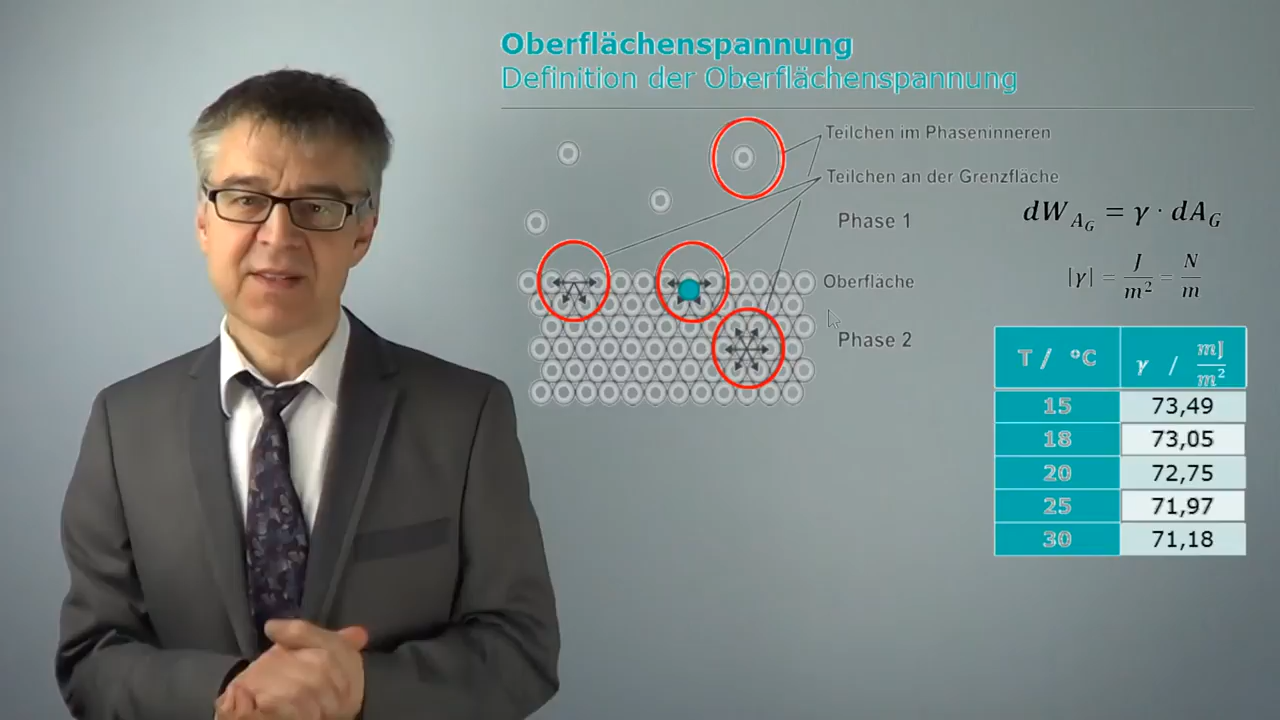 Oberflächenspannung
Definition der Oberflächenspannung
Teilchen im Phaseninneren
Teilchen an der Grenzfläche
Phase 1
Oberfläche
Phase 2
dW_{A_G} = γ · dA_G
|γ| = J/m² = N/m
T / °C γ / mJ/m²
15 73,49
18 73,05
20 72,75
25 71,97
30 71,18